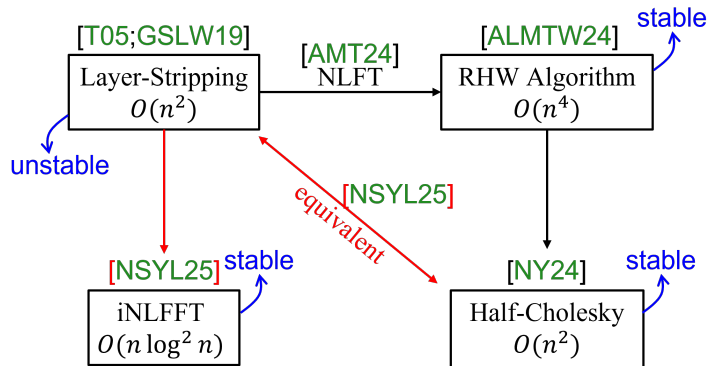 stable
[T05;GSLW19]
[AMT24]
[ALMTW24]
Layer-Stripping
O(n²)
NLFT
RHW Algorithm
O(n⁴)
unstable
[NSYL25]
equivalent
[NSYL25]
stable
[NY24]
stable
iNLFFT
O(n log² n)
Half-Cholesky
O(n²)